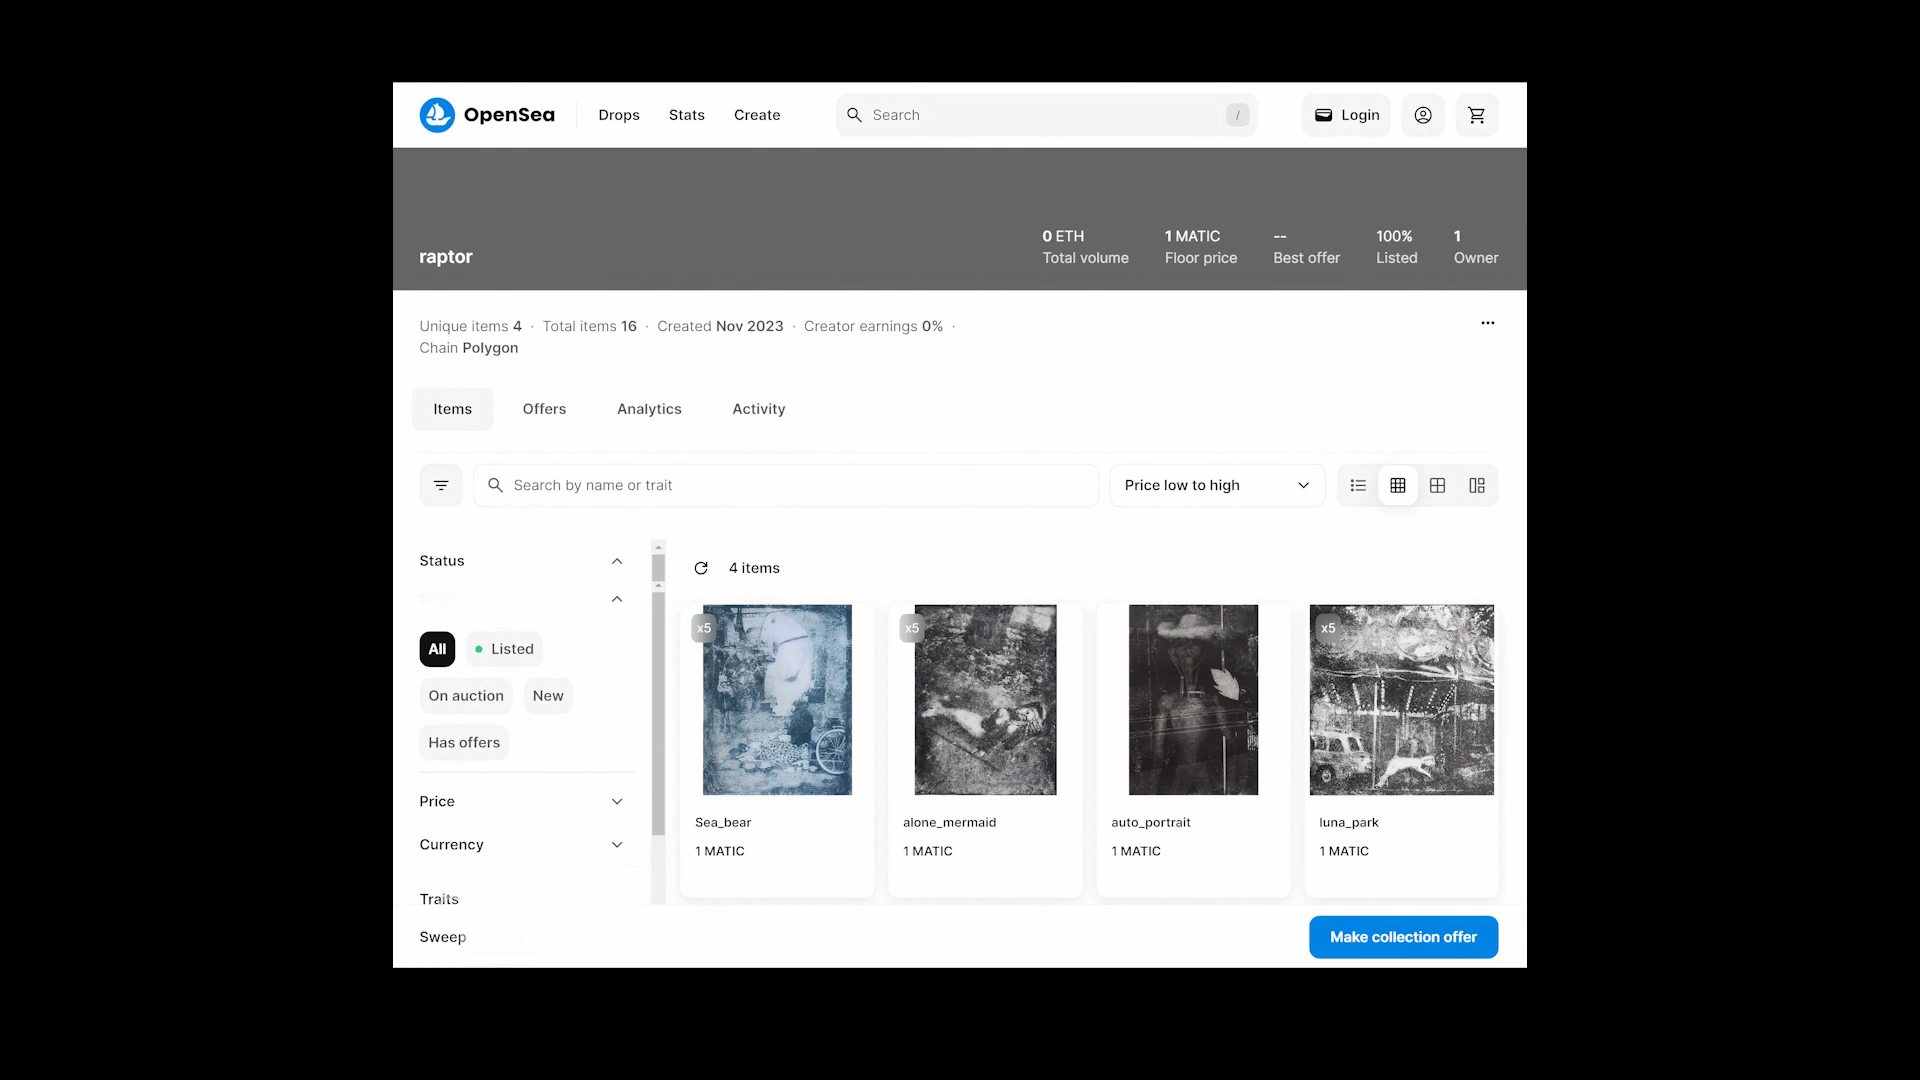 OpenSea Drops Stats Create Search / Login
raptor
0 ETH 1 MATIC -- 100% 1
Total volume Floor price Best offer Listed Owner
Unique items 4 · Total items 16 · Created Nov 2023 · Creator earnings 0% ·
Chain Polygon
Items Offers Analytics Activity
Search by name or trait Price low to high
Status
All Listed
On auction New
Has offers
Price
Currency
Traits
Sweep
4 items
x5 x5 x5
Sea_bear alone_mermaid auto_portrait luna_park
1 MATIC 1 MATIC 1 MATIC 1 MATIC
Make collection offer